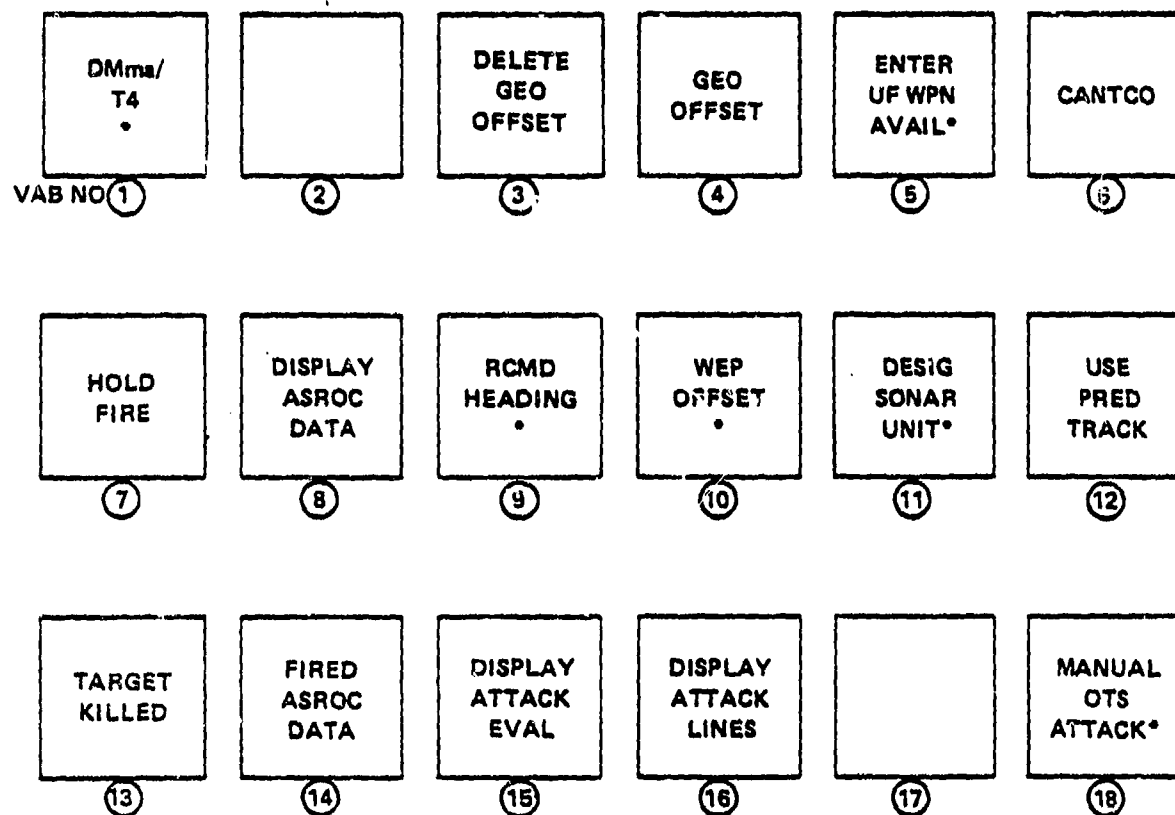 DMma/
T4
*
VAB NO 1
2
DELETE
GEO
OFFSET
3
GEO
OFFSET
4
ENTER
UF WPN
AVAIL*
5
CANTCO
6
HOLD
FIRE
7
DISPLAY
ASROC
DATA
8
RCMD
HEADING
*
9
WEP
OFFSET
*
10
DESIG
SONAR
UNIT*
11
USE
PRED
TRACK
12
TARGET
KILLED
13
FIRED
ASROC
DATA
14
DISPLAY
ATTACK
EVAL
15
DISPLAY
ATTACK
LINES
16
17
MANUAL
OTS
ATTACK*
18